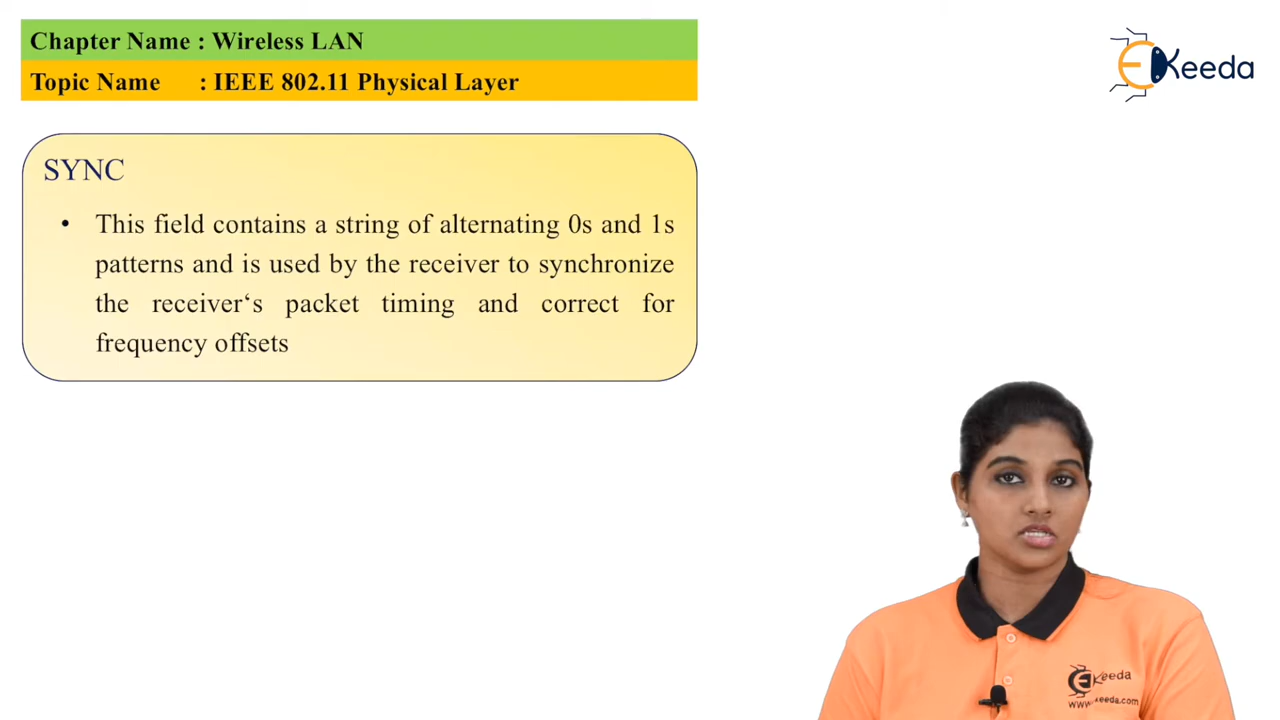 Chapter Name : Wireless LAN
Topic Name : IEEE 802.11 Physical Layer
EKeeda
SYNC
• This field contains a string of alternating 0s and 1s
patterns and is used by the receiver to synchronize
the receiver‘s packet timing and correct for
frequency offsets
EKeeda